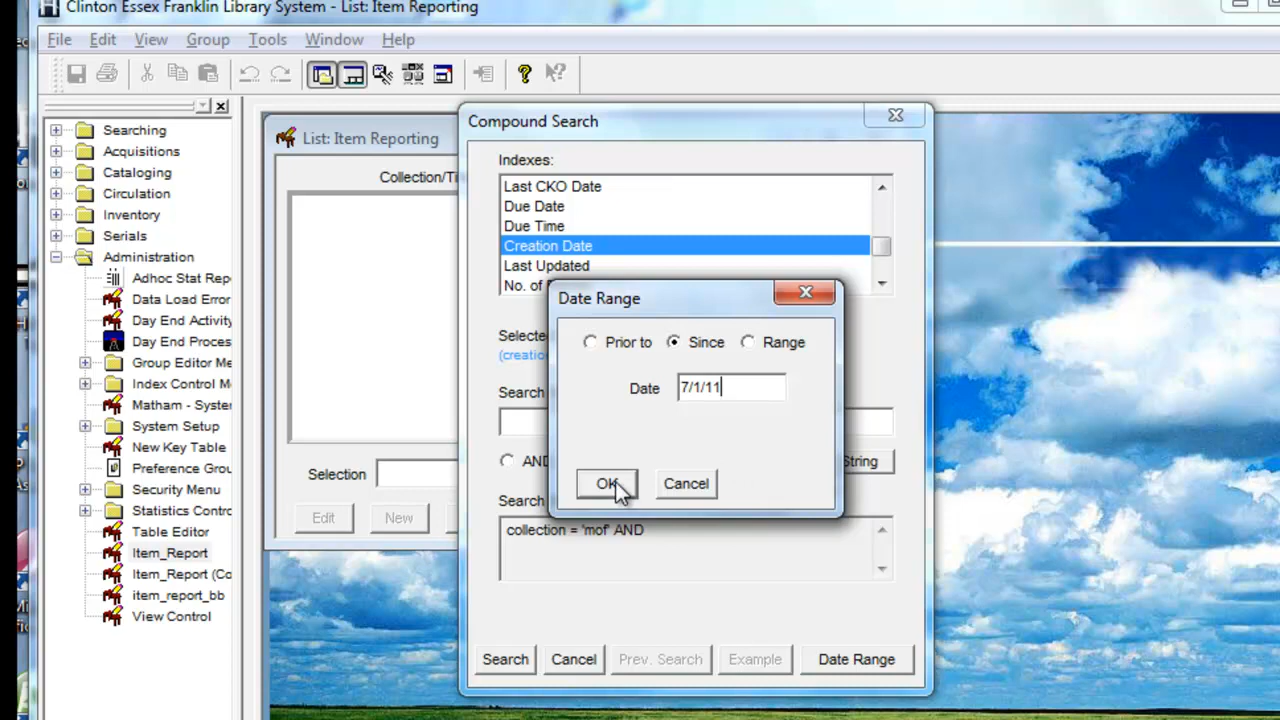 Clinton Essex Franklin Library System - List: Item Reporting
File Edit View Group Tools Window Help
Searching
Acquisitions
Cataloging
Circulation
Inventory
Serials
Administration
Adhoc Stat Rep
Data Load Error
Day End Activity
Day End Proces
Group Editor Me
Index Control M
Matham - Syste
System Setup
New Key Table
Preference Grou
Security Menu
Statistics Contro
Table Editor
Item_Report
Item_Report (Co
item_report_bb
View Control
List: Item Reporting
Collection/Ti
Selection
Edit New
Compound Search
Indexes:
Last CKO Date
Due Date
Due Time
Creation Date
Last Updated
No. of
Selecte
(creatio
Search
AND
String
Search
collection = 'mof' AND
Search Cancel Prev. Search Example Date Range
Date Range
Prior to Since Range
Date 7/1/11
OK Cancel